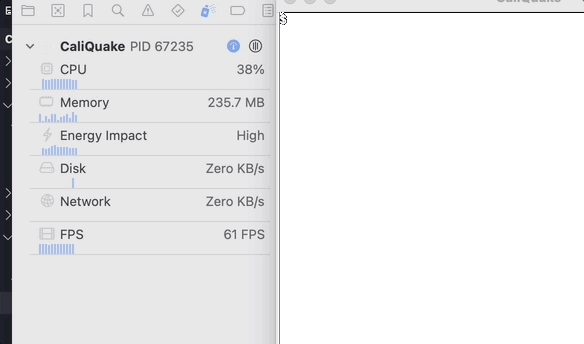 CaliQuake PID 67235
CPU 38%
Memory 235.7 MB
Energy Impact High
Disk Zero KB/s
Network Zero KB/s
FPS 61 FPS
CaliQuake